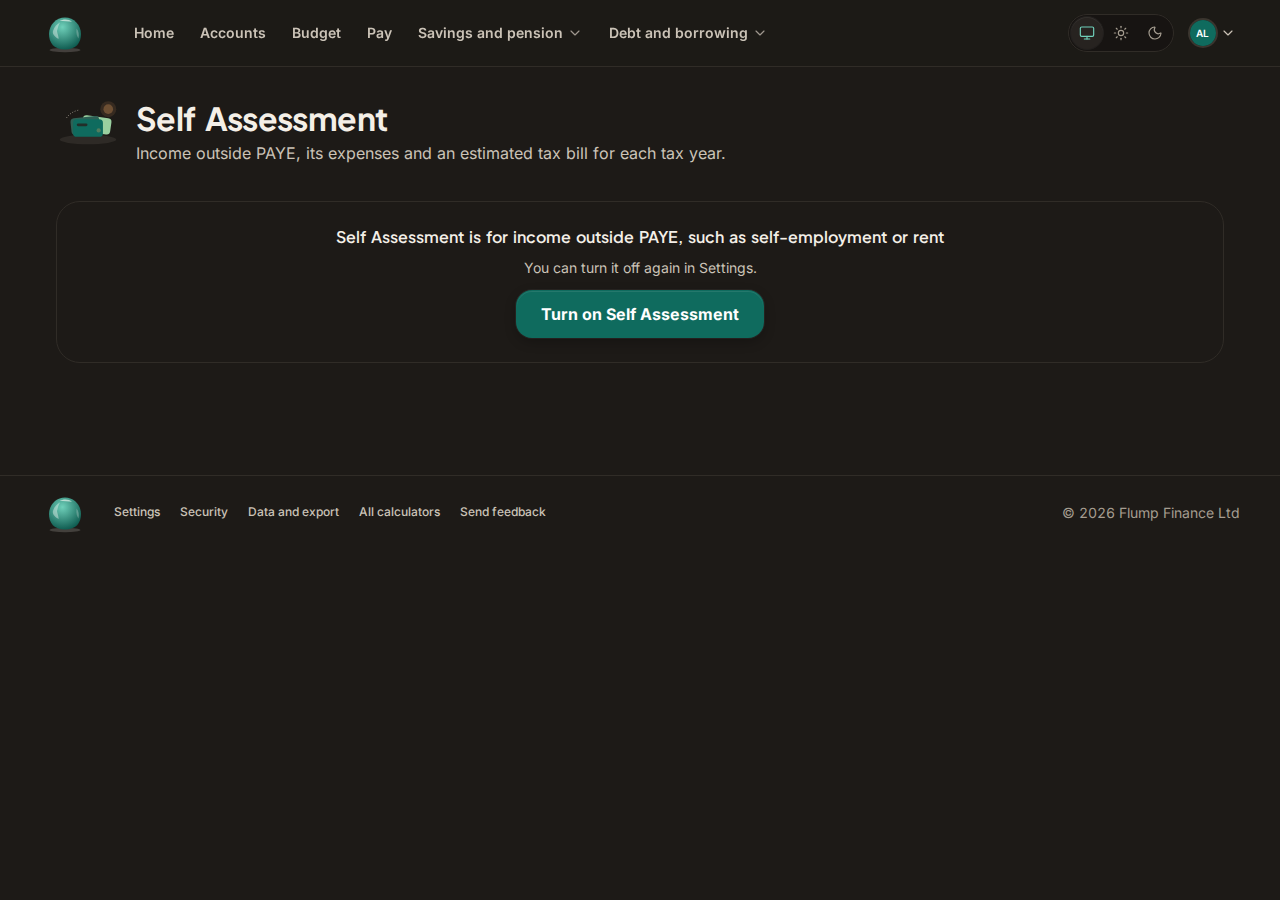 Home
Accounts
Budget
Pay
Savings and pension
Debt and borrowing
AL
Self Assessment
Income outside PAYE, its expenses and an estimated tax bill for each tax year.
Self Assessment is for income outside PAYE, such as self-employment or rent
You can turn it off again in Settings.
Turn on Self Assessment
Settings
Security
Data and export
All calculators
Send feedback
© 2026 Flump Finance Ltd